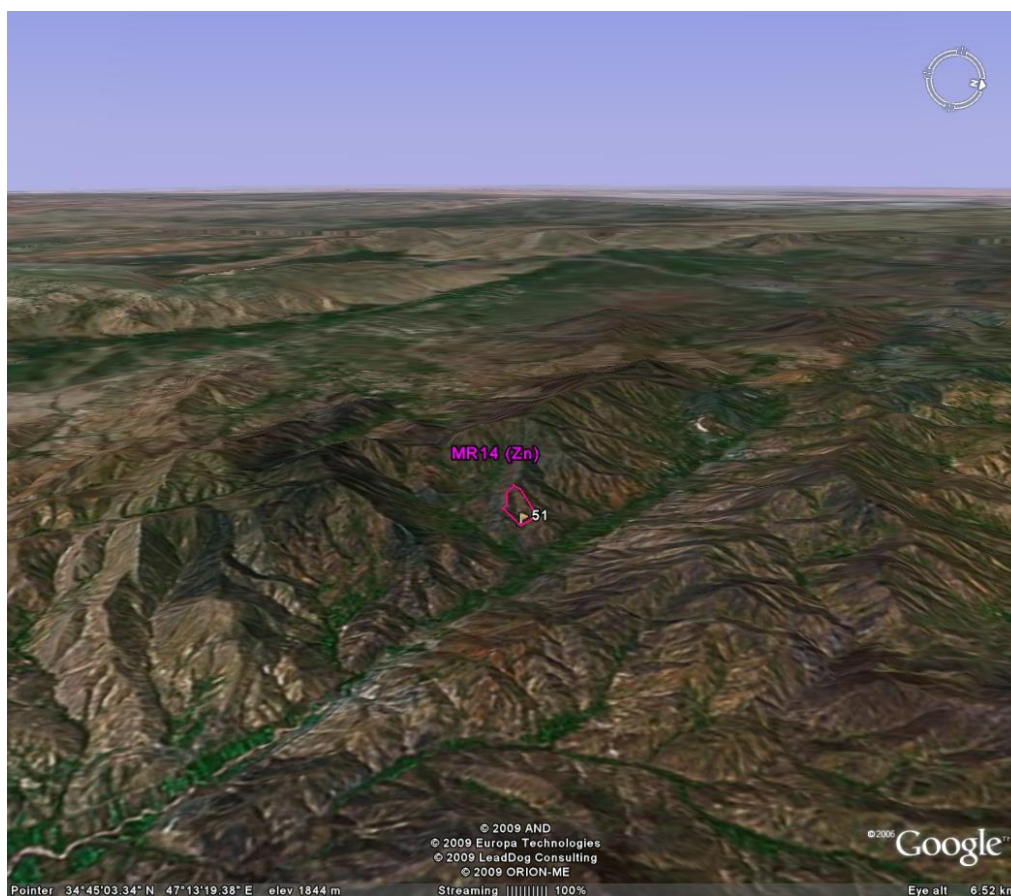 N
MR14 (Zn)
51
© 2009 AND
© 2009 Europa Technologies
© 2009 LeadDog Consulting
© 2009 ORION-ME
©2006 Google™
Pointer 34°45'03.34" N 47°13'19.38" E elev 1844 m Streaming ||||||||| 100% Eye alt 6.52 km